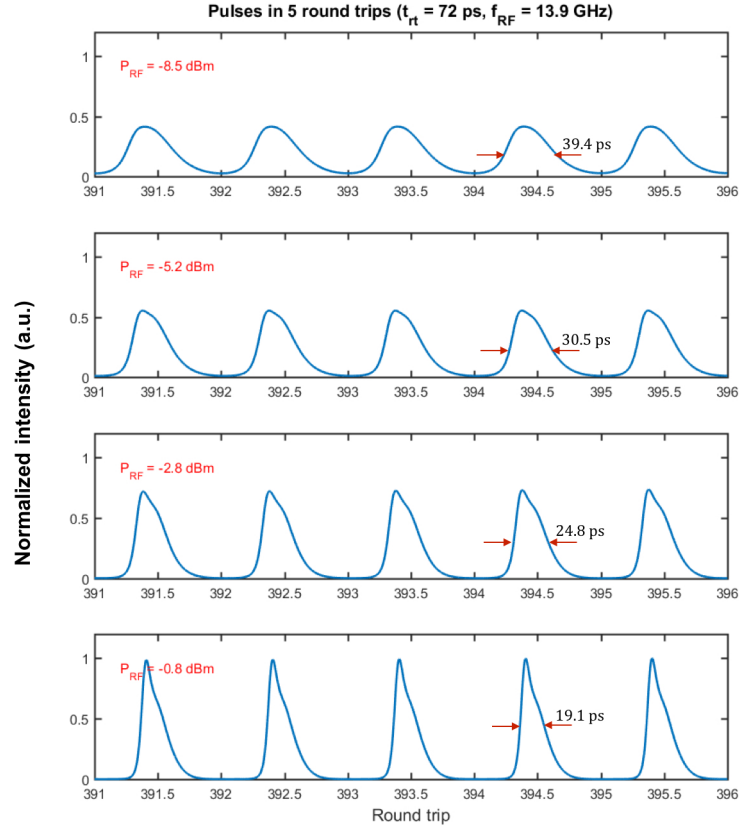 Pulses in 5 round trips (t_rt = 72 ps, f_RF = 13.9 GHz)
Normalized intensity (a.u.)
P_RF = -8.5 dBm
39.4 ps
1
0.5
0
391 391.5 392 392.5 393 393.5 394 394.5 395 395.5 396
P_RF = -5.2 dBm
30.5 ps
1
0.5
0
391 391.5 392 392.5 393 393.5 394 394.5 395 395.5 396
P_RF = -2.8 dBm
24.8 ps
1
0.5
0
391 391.5 392 392.5 393 393.5 394 394.5 395 395.5 396
P_RF = -0.8 dBm
19.1 ps
1
0.5
0
391 391.5 392 392.5 393 393.5 394 394.5 395 395.5 396
Round trip